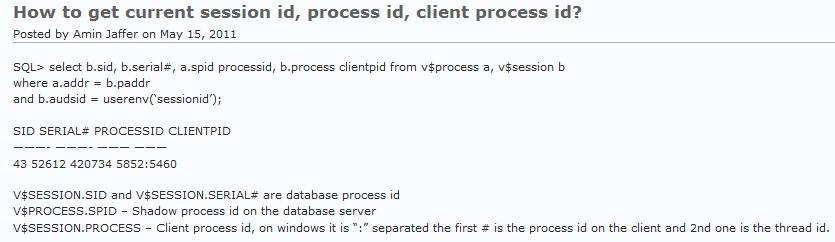 How to get current session id, process id, client process id?
Posted by Amin Jaffer on May 15, 2011
SQL> select b.sid, b.serial#, a.spid processid, b.process clientpid from v$process a, v$session b
where a.addr = b.paddr
and b.audsid = userenv(‘sessionid’);
SID SERIAL# PROCESSID CLIENTPID
———- ———- ——— ———
43 52612 420734 5852:5460
V$SESSION.SID and V$SESSION.SERIAL# are database process id
V$PROCESS.SPID – Shadow process id on the database server
V$SESSION.PROCESS – Client process id, on windows it is “:” separated the first # is the process id on the client and 2nd one is the thread id.